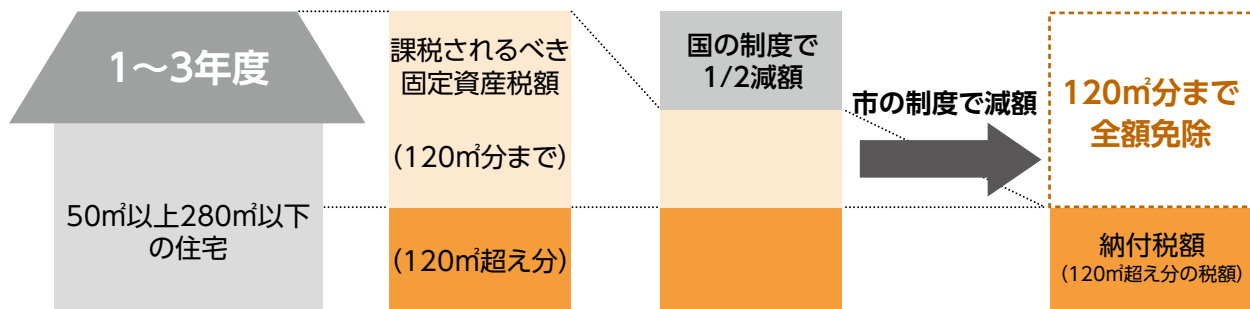 1〜3年度
50㎡以上280㎡以下
の住宅
課税されるべき
固定資産税額
(120㎡分まで)
(120㎡超え分)
国の制度で
1/2減額
市の制度で減額
120㎡分まで
全額免除
納付税額
(120㎡超え分の税額)